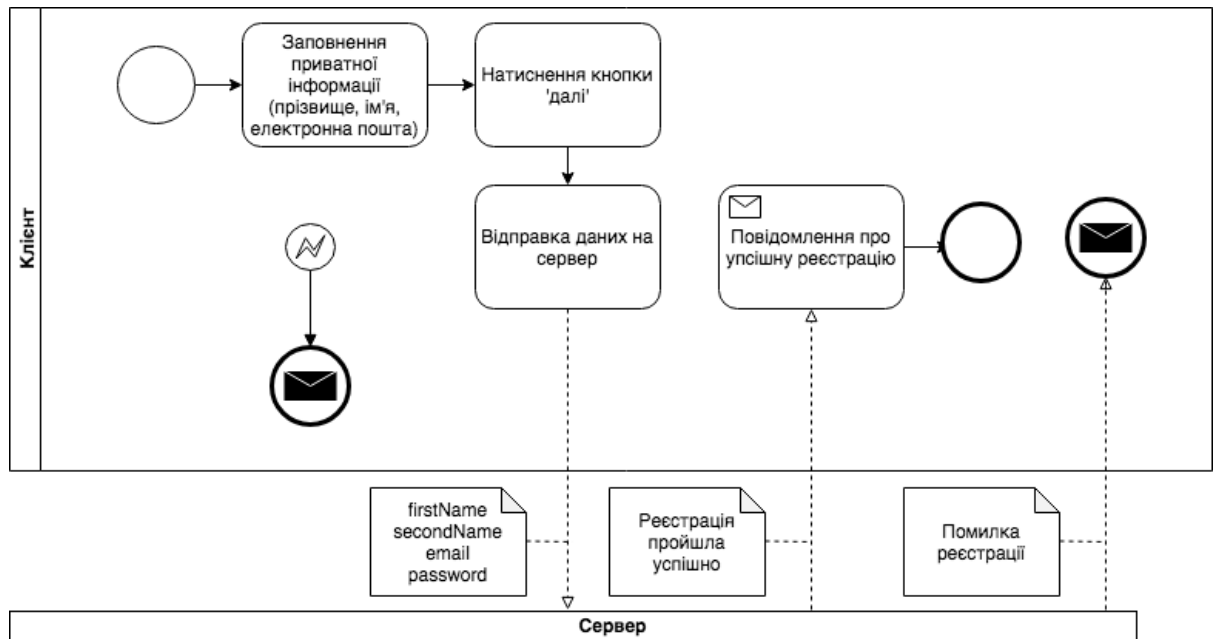 Заповнення
приватної
інформації
(прізвище, ім'я,
електронна пошта)
Натиснення кнопки
'далі'
Клієнт
Відправка даних на
сервер
Повідомлення про
упсішну реєстрацію
firstName
secondName
email
password
Реєстрація
пройшла
успішно
Помилка
реєстрації
Сервер